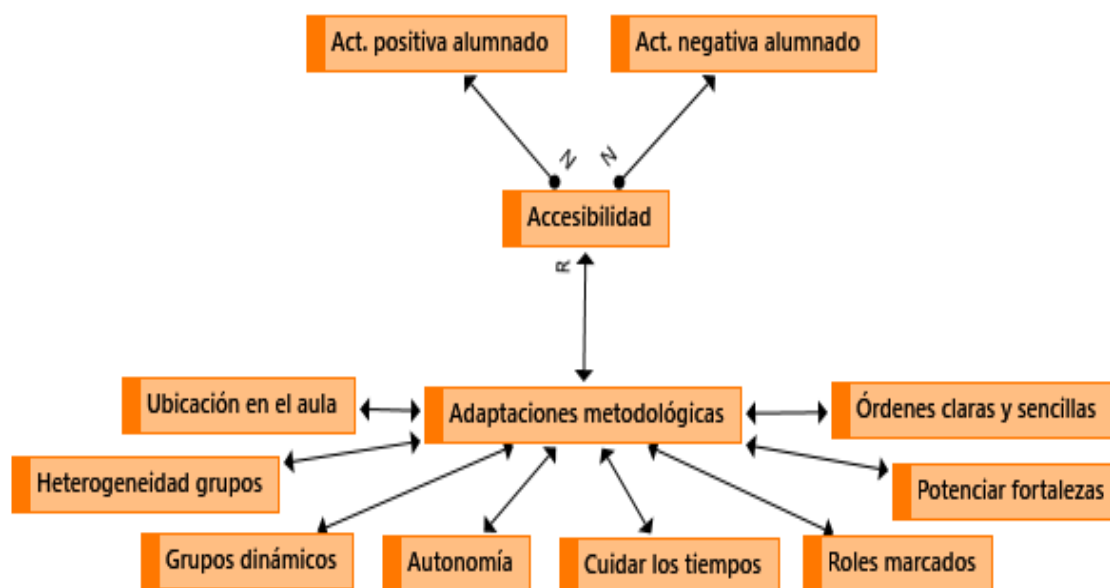 Act. positiva alumnado
Act. negativa alumnado
N
N
Accesibilidad
R
Ubicación en el aula
Adaptaciones metodológicas
Órdenes claras y sencillas
Heterogeneidad grupos
Potenciar fortalezas
Grupos dinámicos
Autonomía
Cuidar los tiempos
Roles marcados